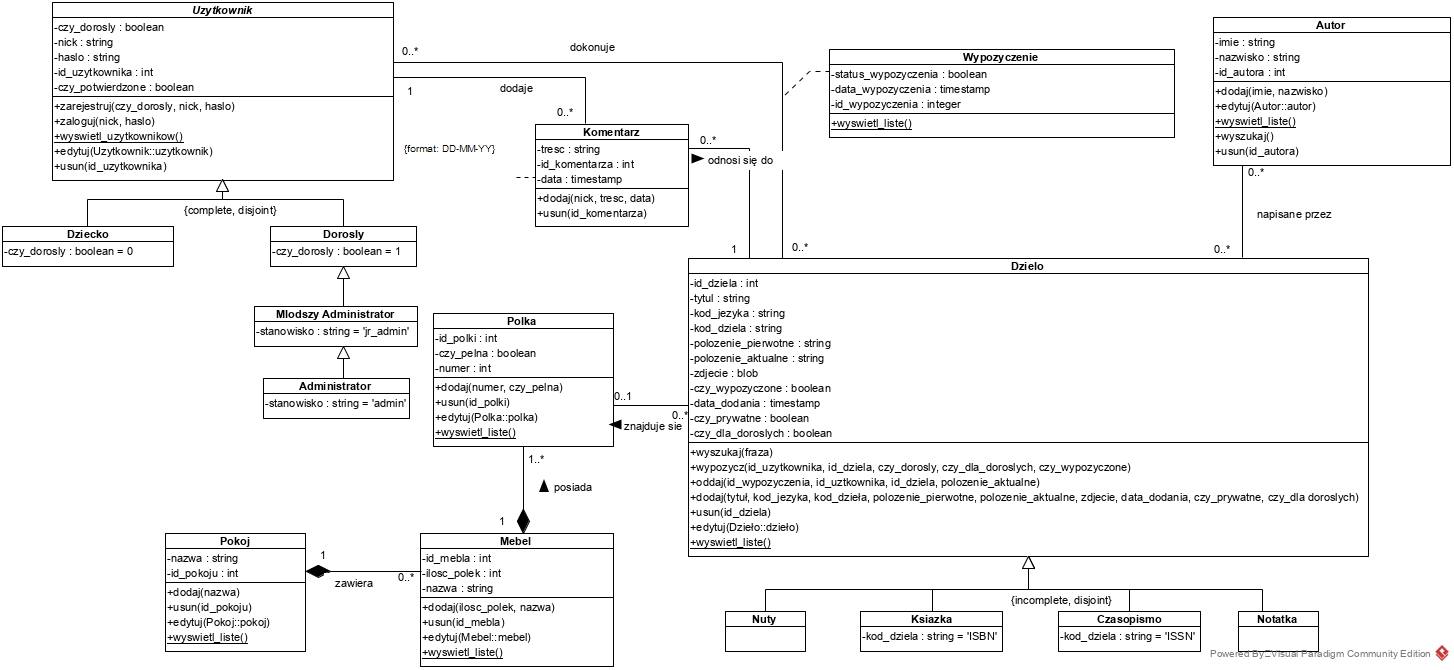 Uzytkownik
-czy_dorosly : boolean
-nick : string
-haslo : string
-id_uzytkownika : int
-czy_potwierdzone : boolean
+zarejestruj(czy_dorosly, nick, haslo)
+zaloguj(nick, haslo)
+wyswietl_uzytkownikow()
+edytuj(Uzytkownik::uzytkownik)
+usun(id_uzytkownika)
0..*
dokonuje
1
dodaje
0..*
Wypozyczenie
-status_wypozyczenia : boolean
-data_wypozyczenia : timestamp
-id_wypozyczenia : integer
+wyswietl_liste()
Autor
-imie : string
-nazwisko : string
-id_autora : int
+dodaj(imie, nazwisko)
+edytuj(Autor::autor)
+wyswietl_liste()
+wyszukaj()
+usun(id_autora)
0..*
napisane przez
0..*
{format: DD-MM-YY}
Komentarz
-tresc : string
-id_komentarza : int
-data : timestamp
+dodaj(nick, tresc, data)
+usun(id_komentarza)
0..*
odnosi się do
1
0..*
{complete, disjoint}
Dziecko
-czy_dorosly : boolean = 0
Dorosly
-czy_dorosly : boolean = 1
Mlodszy Administrator
-stanowisko : string = 'jr_admin'
Administrator
-stanowisko : string = 'admin'
Polka
-id_polki : int
-czy_pelna : boolean
-numer : int
+dodaj(numer, czy_pelna)
+usun(id_polki)
+edytuj(Polka::polka)
+wyswietl_liste()
0..1
0..*
znajduje sie
Dzielo
-id_dziela : int
-tytul : string
-kod_jezyka : string
-kod_dziela : string
-polozenie_pierwotne : string
-polozenie_aktualne : string
-zdjecie : blob
-czy_wypozyczone : boolean
-data_dodania : timestamp
-czy_prywatne : boolean
-czy_dla_doroslych : boolean
+wyszukaj(fraza)
+wypozycz(id_uzytkownika, id_dziela, czy_dorosly, czy_dla_doroslych, czy_wypozyczone)
+oddaj(id_wypozyczenia, id_uztkownika, id_dziela, polozenie_aktualne)
+dodaj(tytuł, kod_jezyka, kod_dzieła, polozenie_pierwotne, polozenie_aktualne, zdjecie, data_dodania, czy_prywatne, czy_dla doroslych)
+usun(id_dziela)
+edytuj(Dzieło::dzieło)
+wyswietl_liste()
1..*
posiada
1
Pokoj
-nazwa : string
-id_pokoju : int
+dodaj(nazwa)
+usun(id_pokoju)
+edytuj(Pokoj::pokoj)
+wyswietl_liste()
1
zawiera
0..*
Mebel
-id_mebla : int
-ilosc_polek : int
-nazwa : string
+dodaj(ilosc_polek, nazwa)
+usun(id_mebla)
+edytuj(Mebel::mebel)
+wyswietl_liste()
{incomplete, disjoint}
Nuty
Ksiazka
-kod_dziela : string = 'ISBN'
Czasopismo
-kod_dziela : string = 'ISSN'
Notatka
Powered By Visual Paradigm Community Edition